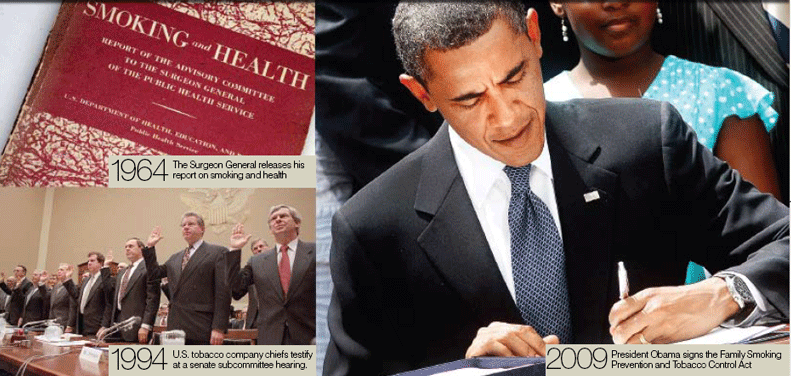 SMOKING and HEALTH
REPORT OF THE ADVISORY COMMITTEE
TO THE SURGEON GENERAL
OF THE PUBLIC HEALTH SERVICE
U.S. DEPARTMENT OF HEALTH, EDUCATION, AND
Public Health Service
1964 The Surgeon General releases his
report on smoking and health
1994 U.S. tobacco company chiefs testify
at a senate subcommittee hearing.
2009 President Obama signs the Family Smoking
Prevention and Tobacco Control Act